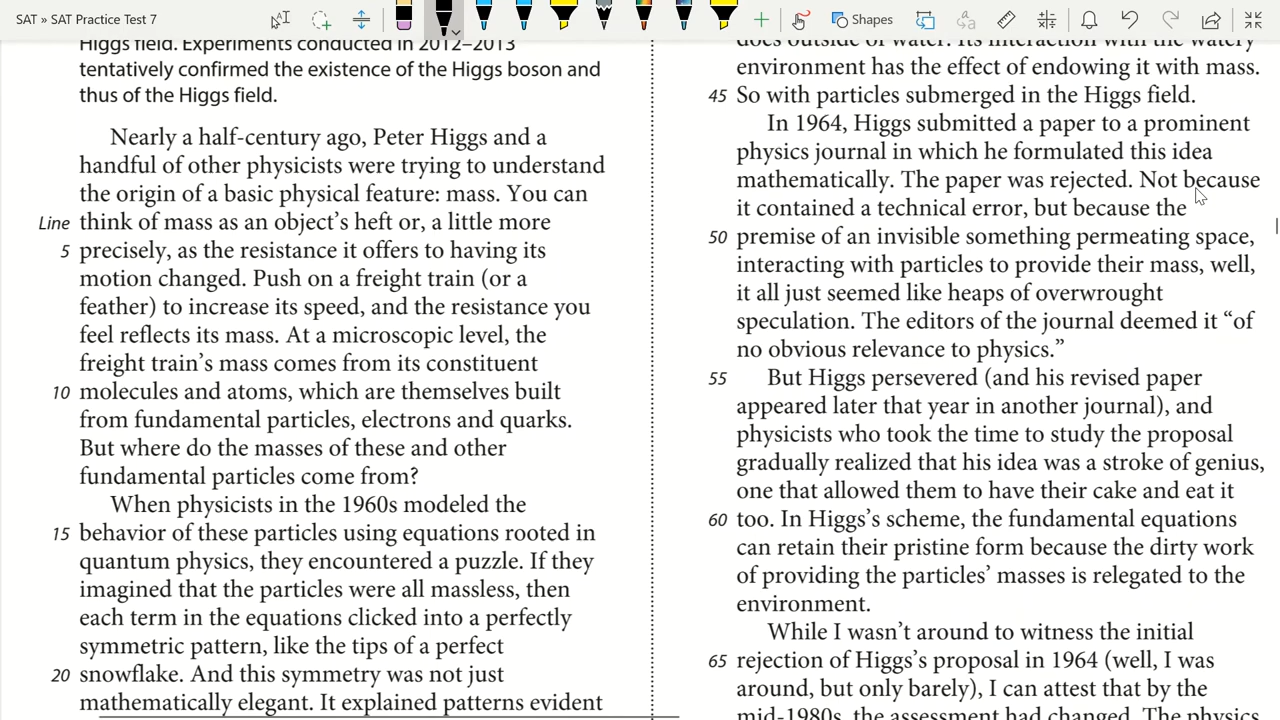 SAT » SAT Practice Test 7
Shapes
Higgs field. Experiments conducted in 2012–2013
tentatively confirmed the existence of the Higgs boson and
thus of the Higgs field.
Nearly a half-century ago, Peter Higgs and a
handful of other physicists were trying to understand
the origin of a basic physical feature: mass. You can
Line think of mass as an object's heft or, a little more
5 precisely, as the resistance it offers to having its
motion changed. Push on a freight train (or a
feather) to increase its speed, and the resistance you
feel reflects its mass. At a microscopic level, the
freight train's mass comes from its constituent
10 molecules and atoms, which are themselves built
from fundamental particles, electrons and quarks.
But where do the masses of these and other
fundamental particles come from?
When physicists in the 1960s modeled the
15 behavior of these particles using equations rooted in
quantum physics, they encountered a puzzle. If they
imagined that the particles were all massless, then
each term in the equations clicked into a perfectly
symmetric pattern, like the tips of a perfect
20 snowflake. And this symmetry was not just
mathematically elegant. It explained patterns evident
does outside of water. Its interaction with the watery
environment has the effect of endowing it with mass.
45 So with particles submerged in the Higgs field.
In 1964, Higgs submitted a paper to a prominent
physics journal in which he formulated this idea
mathematically. The paper was rejected. Not because
it contained a technical error, but because the
50 premise of an invisible something permeating space,
interacting with particles to provide their mass, well,
it all just seemed like heaps of overwrought
speculation. The editors of the journal deemed it “of
no obvious relevance to physics.”
55 But Higgs persevered (and his revised paper
appeared later that year in another journal), and
physicists who took the time to study the proposal
gradually realized that his idea was a stroke of genius,
one that allowed them to have their cake and eat it
60 too. In Higgs's scheme, the fundamental equations
can retain their pristine form because the dirty work
of providing the particles' masses is relegated to the
environment.
While I wasn't around to witness the initial
65 rejection of Higgs's proposal in 1964 (well, I was
around, but only barely), I can attest that by the
mid-1980s, the assessment had changed. The physics